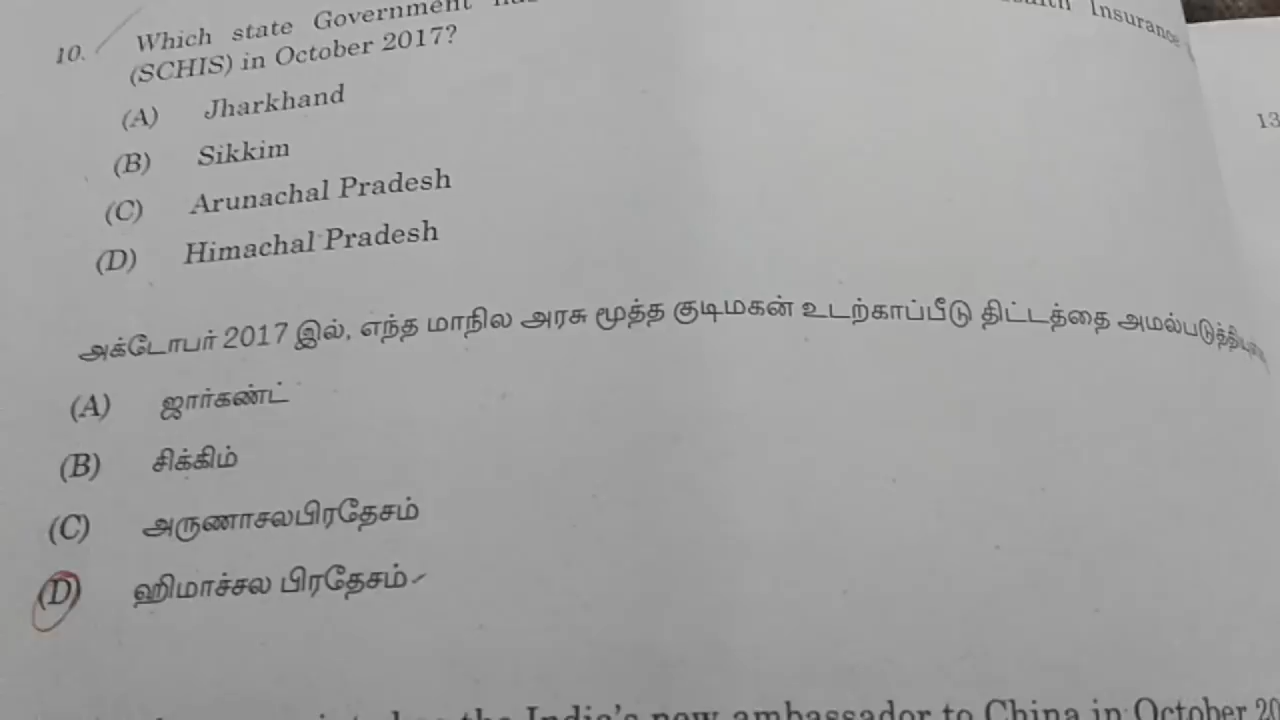 10. Which state Government
Insurance
(SCHIS) in October 2017?
(A) Jharkhand
13
(B) Sikkim
(C) Arunachal Pradesh
(D) Himachal Pradesh
அக்டோபர் 2017 இல், எந்த மாநில அரசு மூத்த குடிமகன் உடற்காப்பீடு திட்டத்தை
(A) ஜார்கண்ட்
(B) சிக்கிம்
(C) அருணாசலபிரதேசம்
(D) ஹிமாச்சல பிரதேசம்
the India's new ambassador to China in October